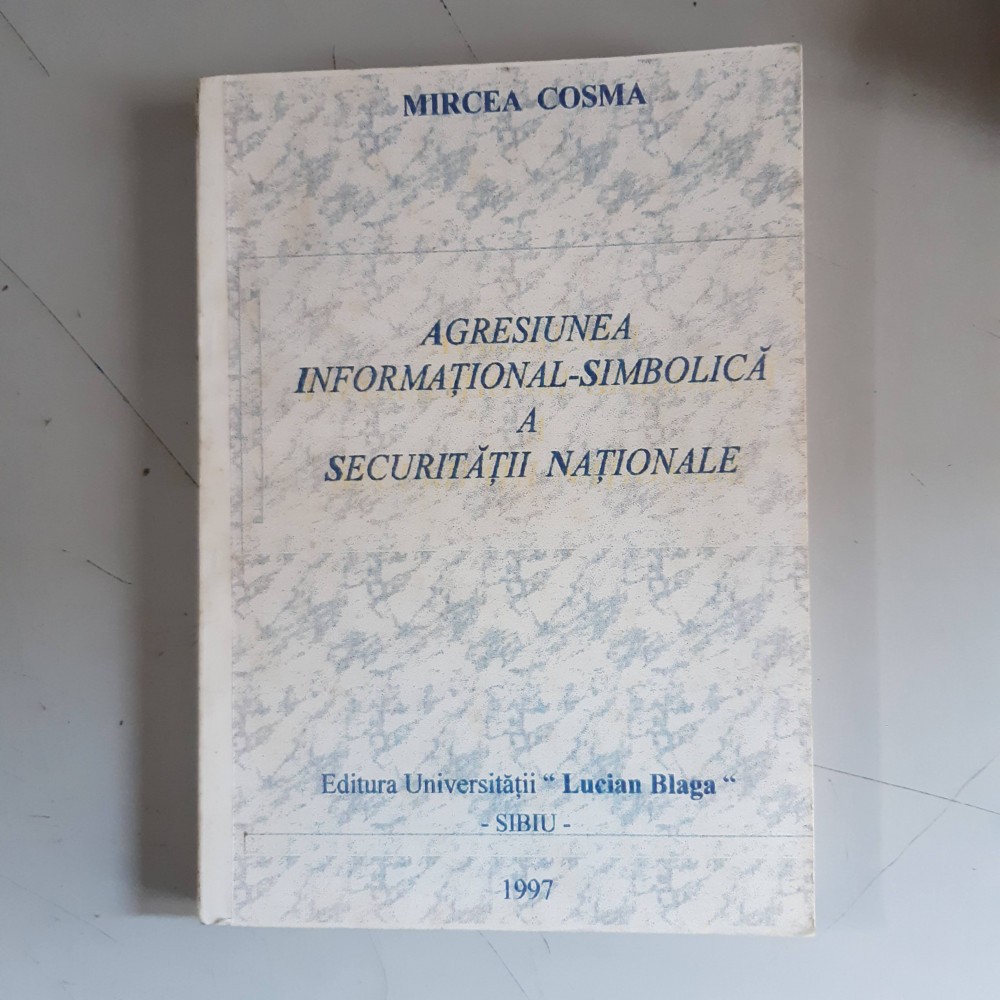 MIRCEA COSMA
AGRESIUNEA
INFORMAȚIONAL-SIMBOLICĂ
A
SECURITĂȚII NAȚIONALE
Editura Universității “ Lucian Blaga “
- SIBIU -
1997